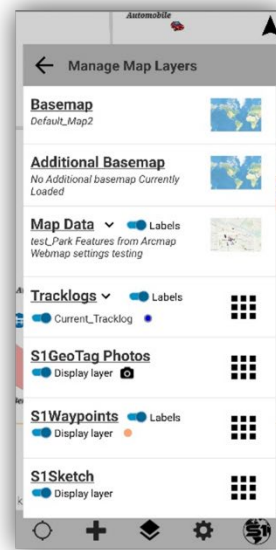 Automobile
Manage Map Layers
Basemap
Default_Map2
Additional Basemap
No Additional basemap Currently
Loaded
Map Data Labels
test_Park Features from Arcmap
Webmap settings testing
Tracklogs Labels
Current_Tracklog
S1GeoTag Photos
Display layer
S1Waypoints Labels
Display layer
S1Sketch
Display layer
S1